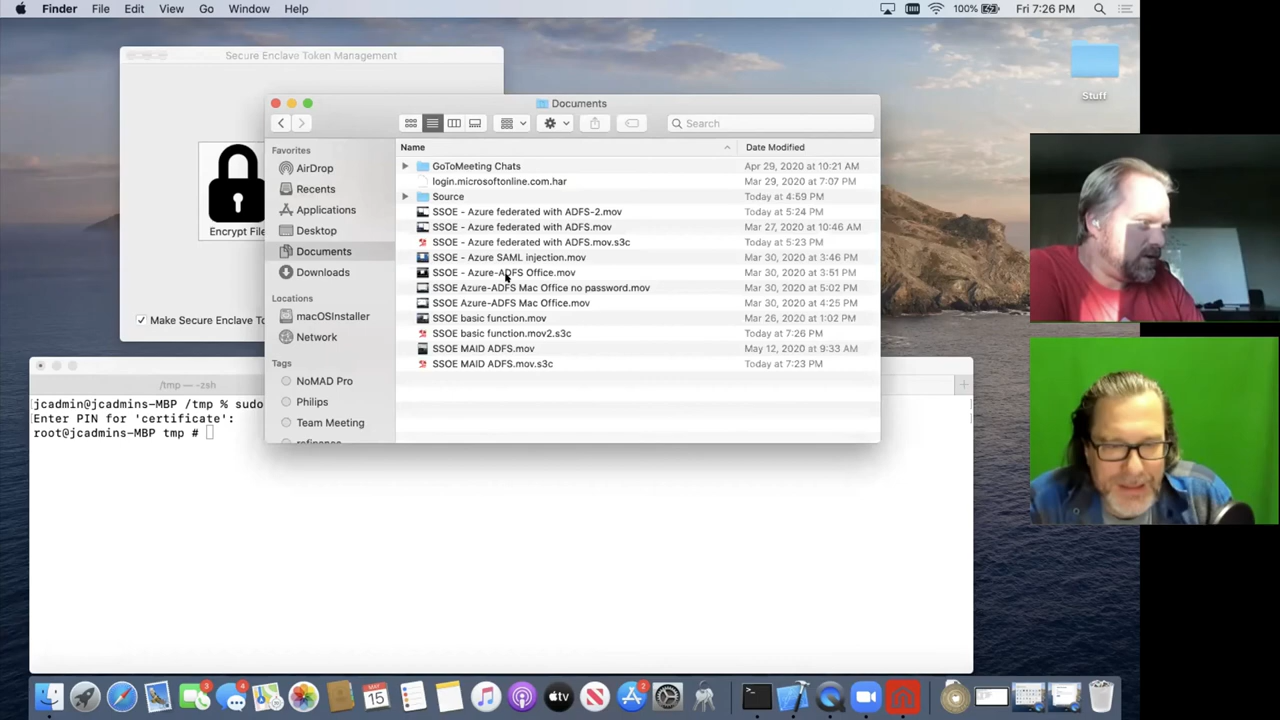 Finder File Edit View Go Window Help 100% Fri 7:26 PM
Stuff
Secure Enclave Token Management
Encrypt File
Make Secure Enclave To
Documents
Search
Favorites
AirDrop
Recents
Applications
Desktop
Documents
Downloads
Locations
macOSInstaller
Network
Tags
NoMAD Pro
Philips
Team Meeting
refinance
Name Date Modified
GoToMeeting Chats Apr 29, 2020 at 10:21 AM
login.microsoftonline.com.har Mar 29, 2020 at 7:07 PM
Source Today at 4:59 PM
SSOE - Azure federated with ADFS-2.mov Today at 5:24 PM
SSOE - Azure federated with ADFS.mov Mar 27, 2020 at 10:46 AM
SSOE - Azure federated with ADFS.mov.s3c Today at 5:23 PM
SSOE - Azure SAML injection.mov Mar 30, 2020 at 3:46 PM
SSOE - Azure-ADFS Office.mov Mar 30, 2020 at 3:51 PM
SSOE Azure-ADFS Mac Office no password.mov Mar 30, 2020 at 5:02 PM
SSOE Azure-ADFS Mac Office.mov Mar 30, 2020 at 4:25 PM
SSOE basic function.mov Mar 26, 2020 at 1:02 PM
SSOE basic function.mov2.s3c Today at 7:26 PM
SSOE MAID ADFS.mov May 12, 2020 at 9:33 AM
SSOE MAID ADFS.mov.s3c Today at 7:23 PM
/tmp — -zsh
jcadmin@jcadmins-MBP /tmp % sudo
Enter PIN for 'certificate':
root@jcadmins-MBP tmp #
3
4
MAY
15
tv
2